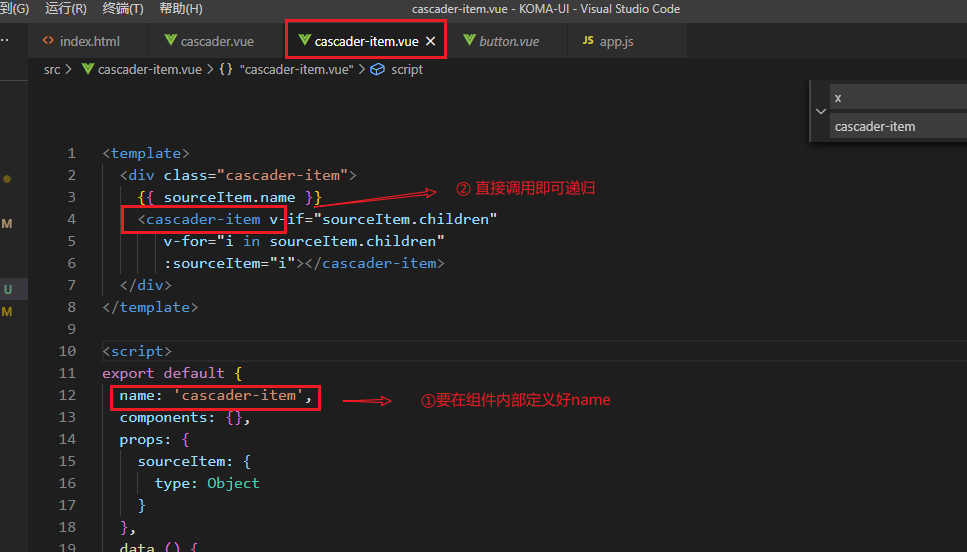 到(G) 运行(R) 终端(T) 帮助(H) cascader-item.vue - KOMA-UI - Visual Studio Code
index.html cascader.vue cascader-item.vue × button.vue JS app.js
src > cascader-item.vue > {} "cascader-item.vue" > script
x
cascader-item
1 <template>
2 <div class="cascader-item">
3 {{ sourceItem.name }}
② 直接调用即可递归
4 <cascader-item v-if="sourceItem.children"
M
5 v-for="i in sourceItem.children"
6 :sourceItem="i"></cascader-item>
7 </div>
U
8 </template>
M
9
10 <script>
11 export default {
12 name: 'cascader-item',
①要在组件内部定义好name
13 components: {},
14 props: {
15 sourceItem: {
16 type: Object
17 }
18 },
19 data () {